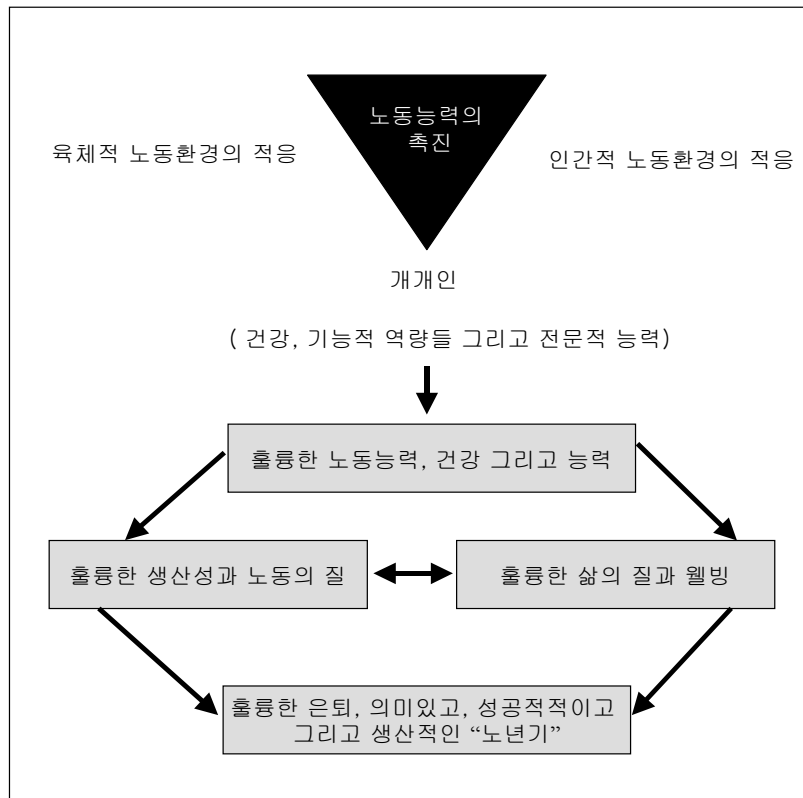 노동능력의
촉진
육체적 노동환경의 적응
인간적 노동환경의 적응
개개인
( 건강, 기능적 역량들 그리고 전문적 능력)
훌륭한 노동능력, 건강 그리고 능력
훌륭한 생산성과 노동의 질
훌륭한 삶의 질과 웰빙
훌륭한 은퇴, 의미있고, 성공적적이고
그리고 생산적인 “노년기”